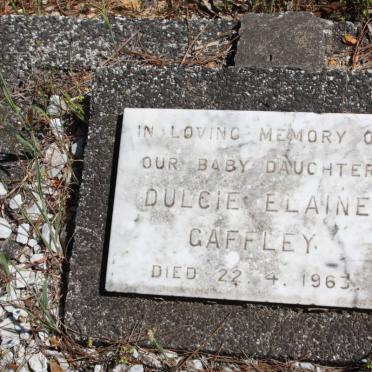 IN LOVING MEMORY O
OUR BABY DAUGHTER
DULCIE ELAINE
GAFFLEY.
DIED 22. 4. 1963.